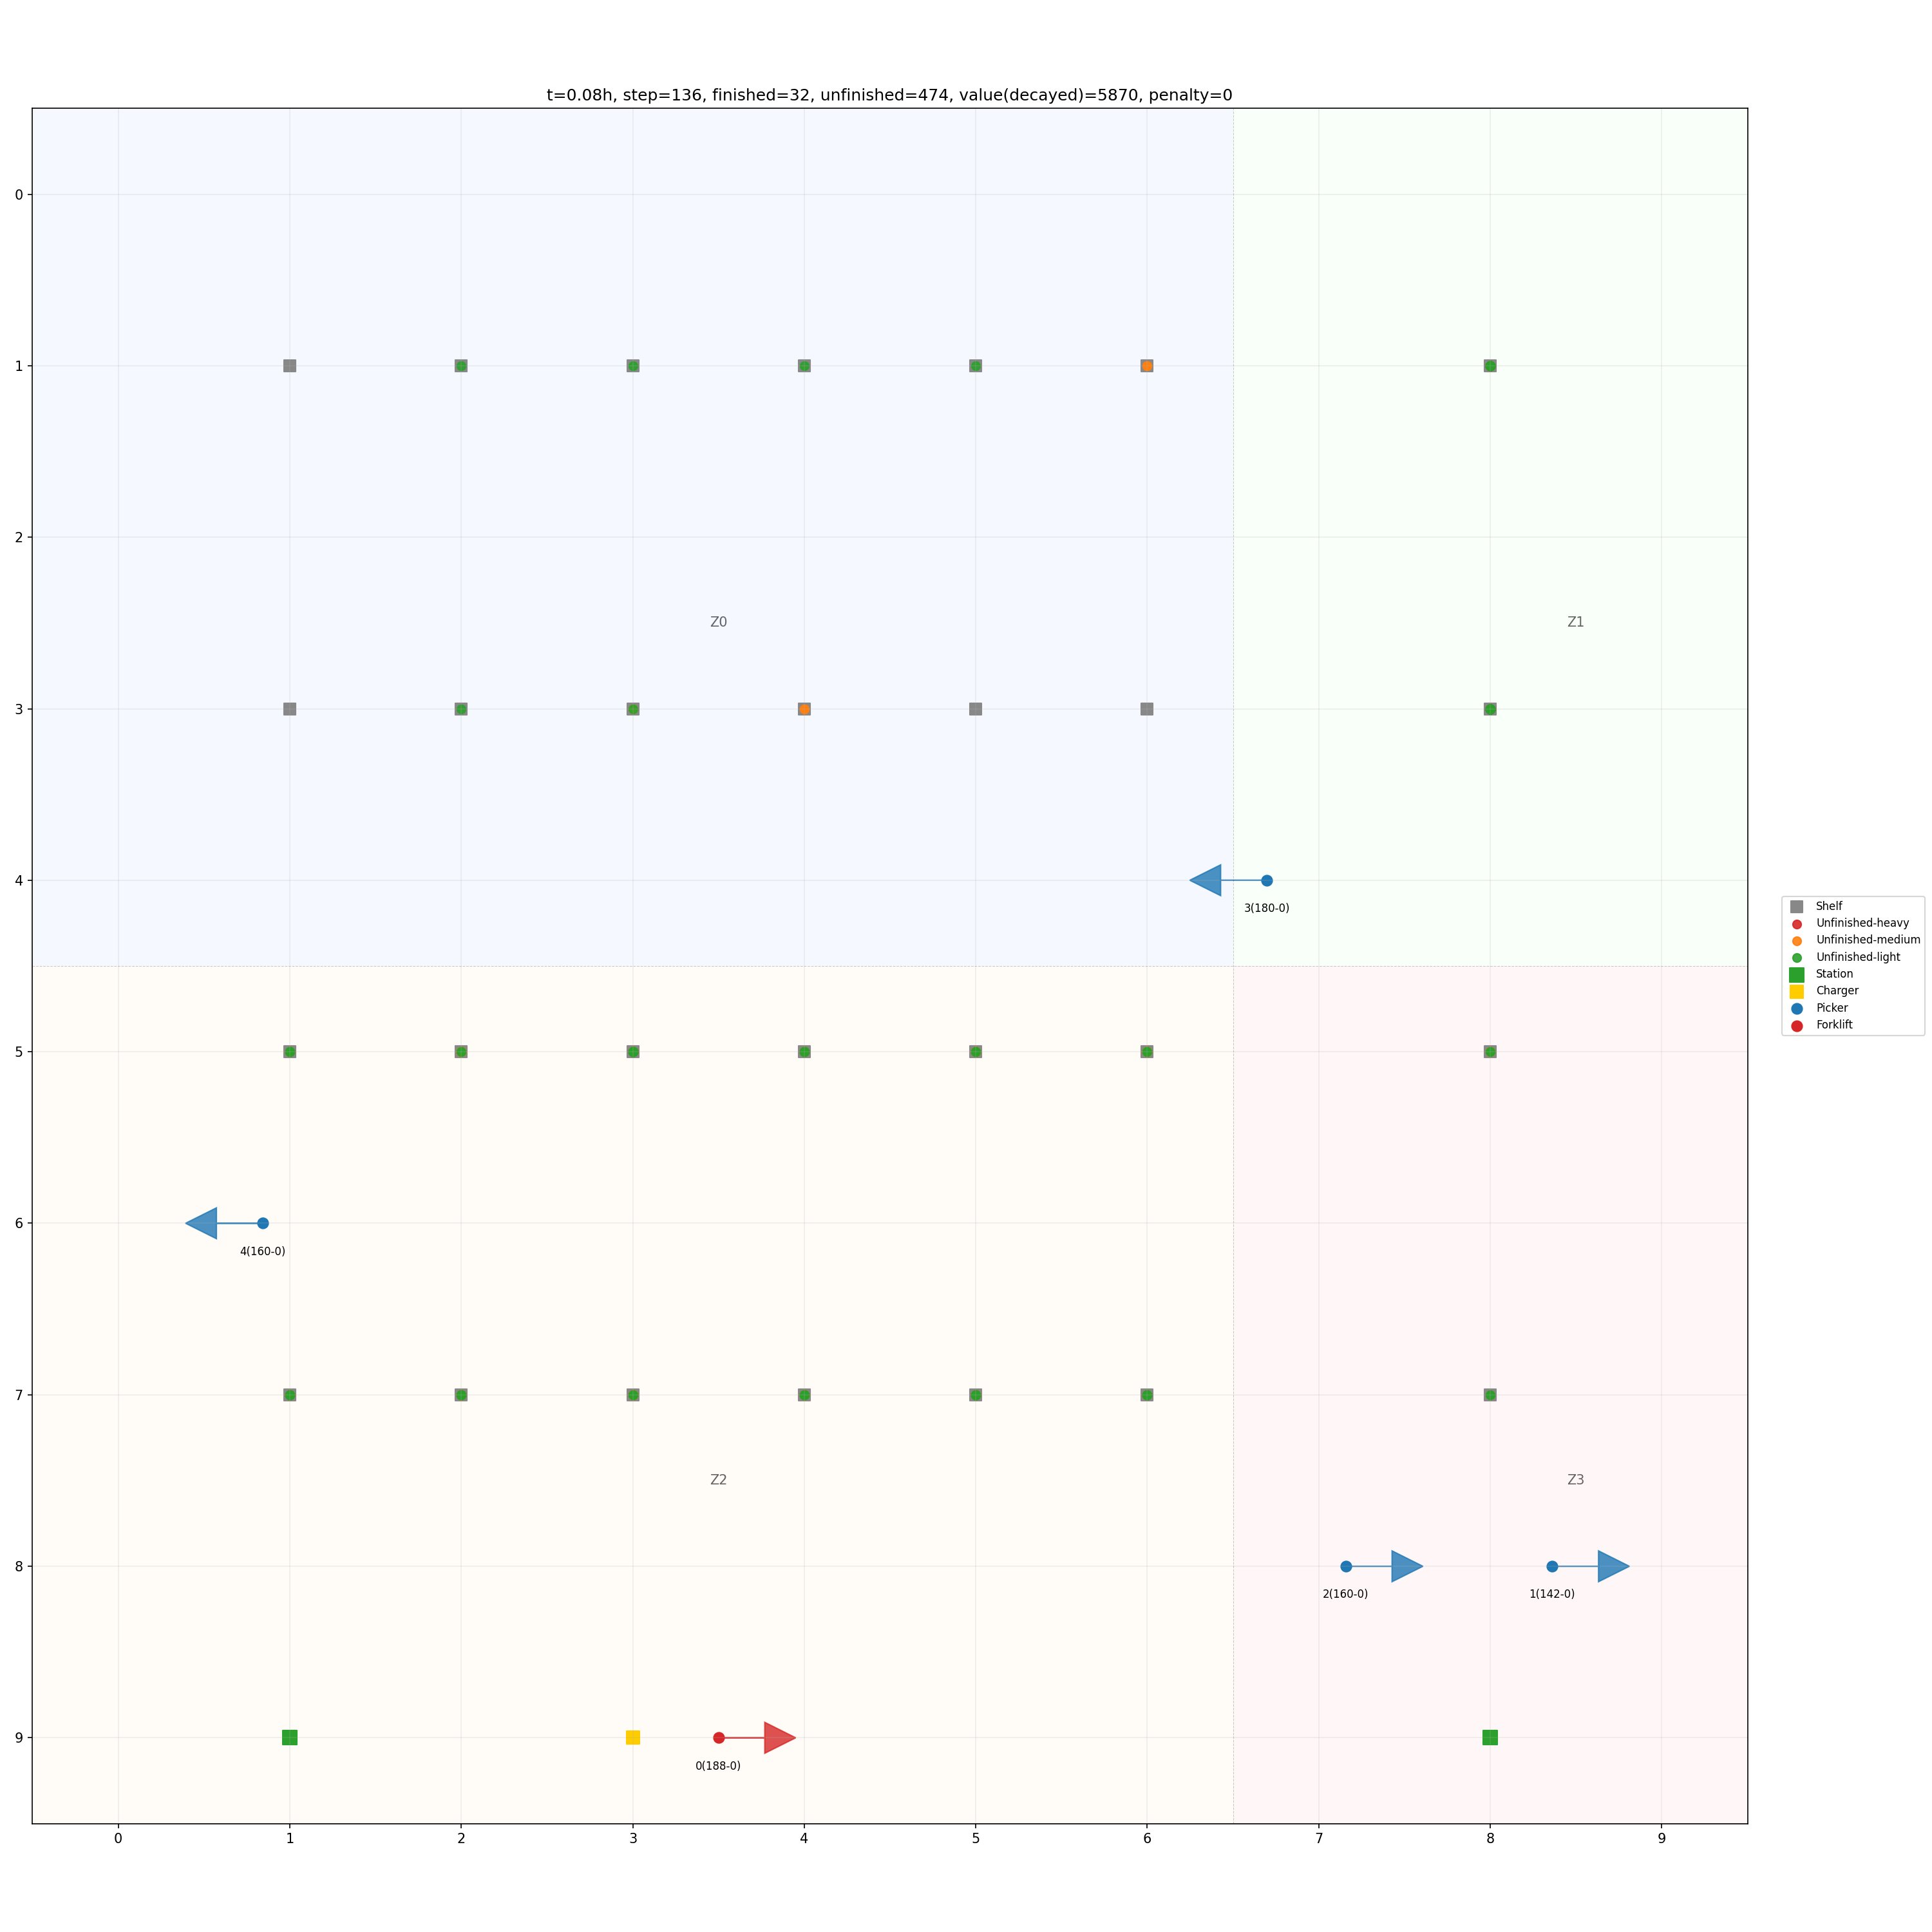 t=0.08h, step=136, finished=32, unfinished=474, value(decayed)=5870, penalty=0
0
1
2
Z0
Z1
3
4
3(180-0)
Shelf
Unfinished-heavy
Unfinished-medium
Unfinished-light
Station
Charger
Picker
Forklift
5
6
4(160-0)
7
Z2
Z3
8
2(160-0)
1(142-0)
9
0(188-0)
0 1 2 3 4 5 6 7 8 9